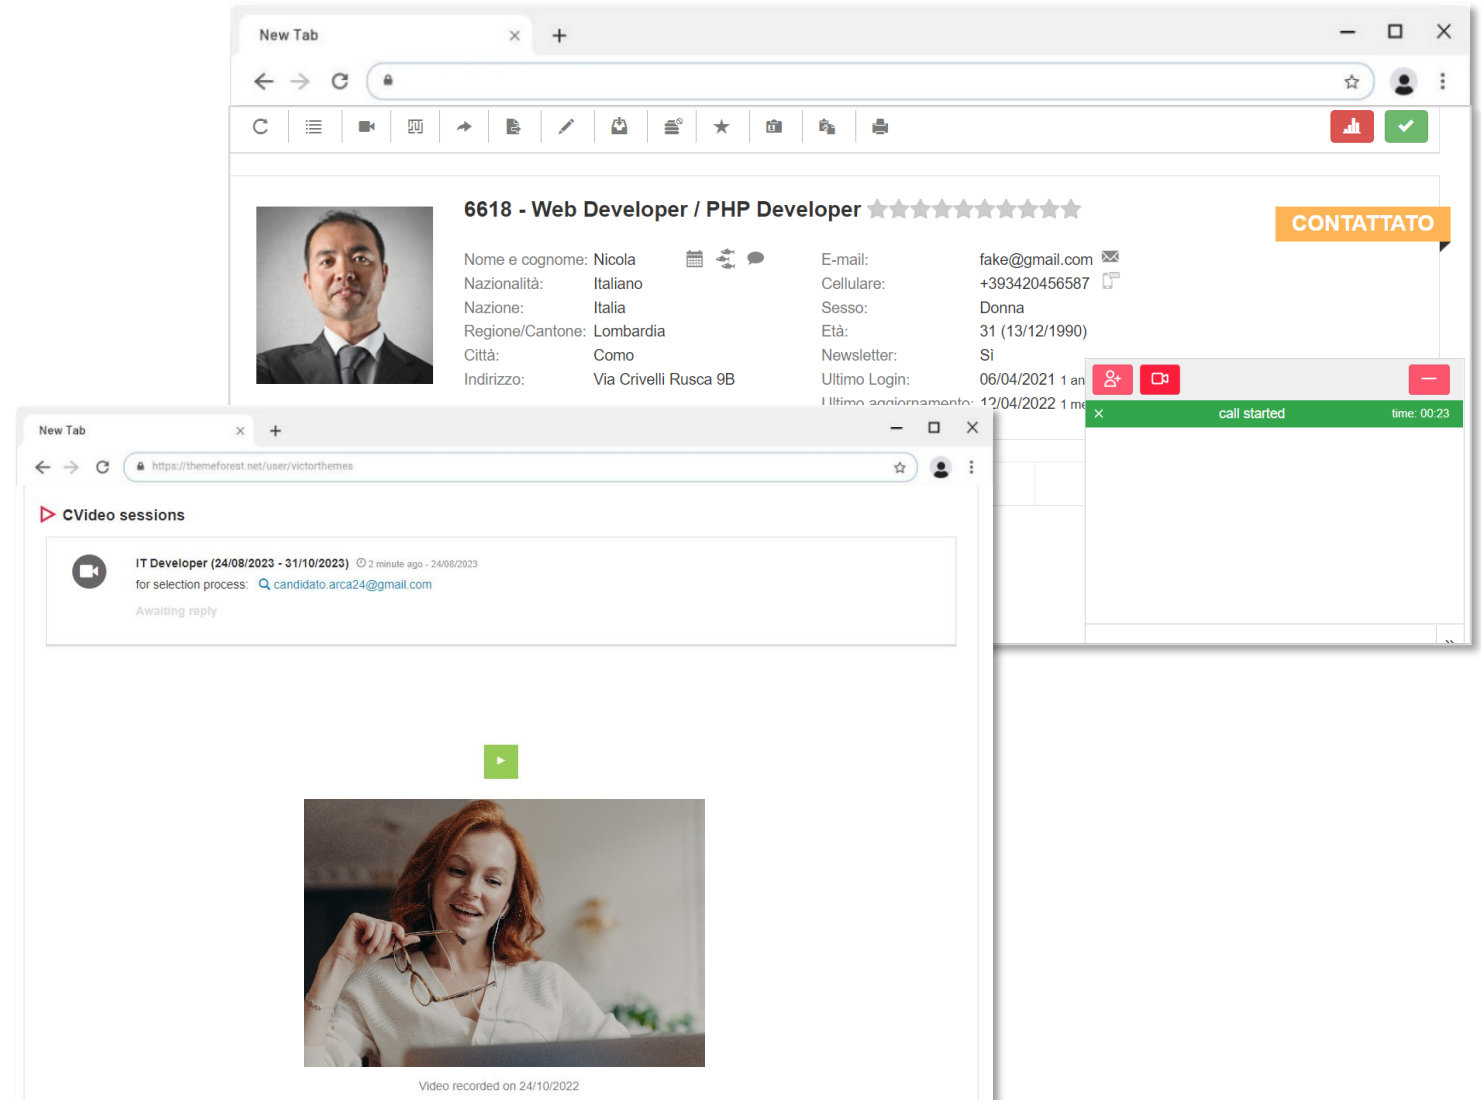 New Tab
6618 - Web Developer / PHP Developer
CONTATTATO
Nome e cognome: Nicola
E-mail: fake@gmail.com
Nazionalità: Italiano
Cellulare: +393420456587
Nazione: Italia
Sesso: Donna
Regione/Cantone: Lombardia
Età: 31 (13/12/1990)
Città: Como
Newsletter: Sì
Indirizzo: Via Crivelli Rusca 9B
Ultimo Login: 06/04/2021 1 an
Ultimo aggiornamento: 12/04/2022 1 me
call started time: 00:23
New Tab
https://themeforest.net/user/victorthemes
CVideo sessions
IT Developer (24/08/2023 - 31/10/2023) 2 minute ago - 24/08/2023
for selection process: candidato.arca24@gmail.com
Awaiting reply
Video recorded on 24/10/2022